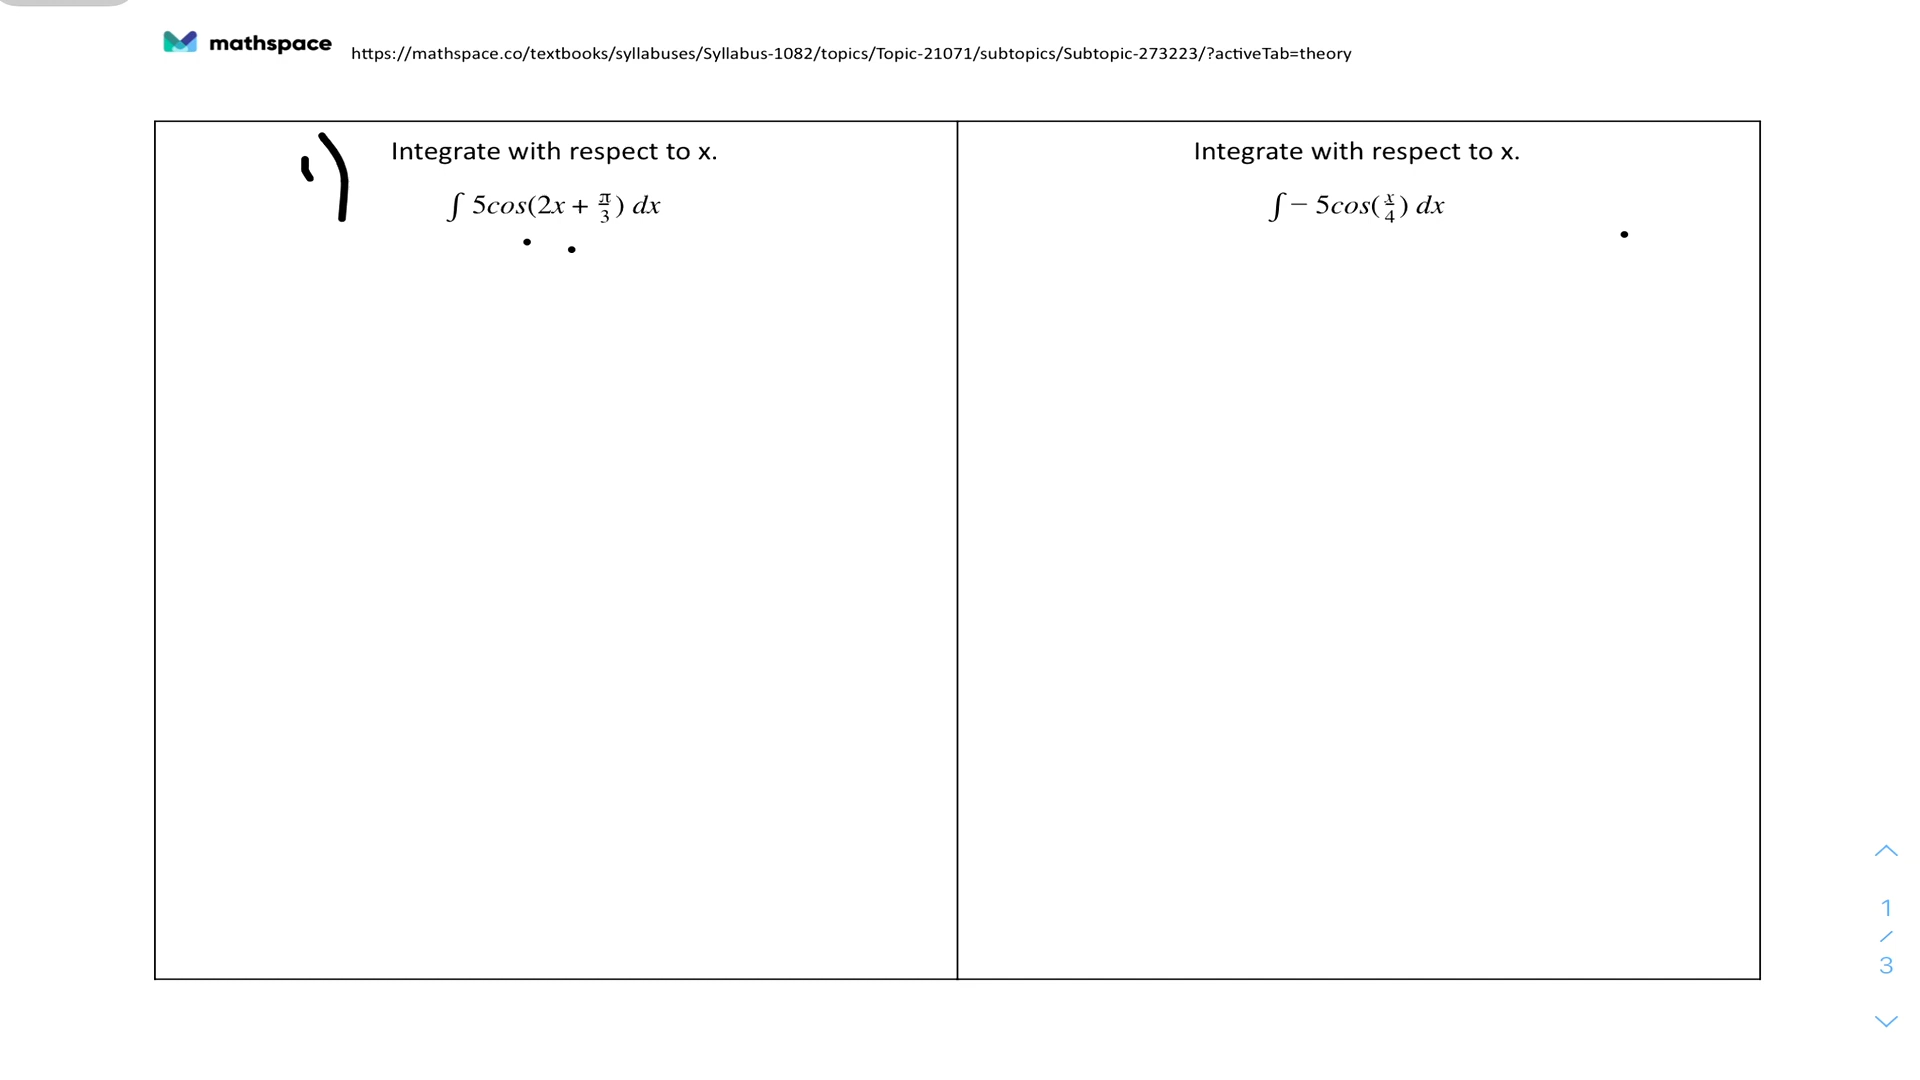 mathspace https://mathspace.co/textbooks/syllabuses/Syllabus-1082/topics/Topic-21071/subtopics/Subtopic-273223/?activeTab=theory
1)
Integrate with respect to x.
∫ 5cos(2x + π/3) dx
Integrate with respect to x.
∫ − 5cos(x/4) dx
1
/
3